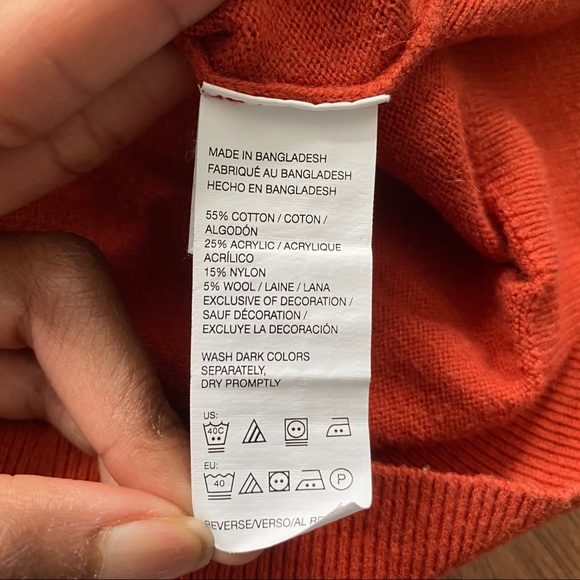 MADE IN BANGLADESH
FABRIQUÉ AU BANGLADESH
HECHO EN BANGLADESH
55% COTTON / COTON /
ALGODÓN
25% ACRYLIC / ACRYLIQUE
ACRÍLICO
15% NYLON
5% WOOL / LAINE / LANA
EXCLUSIVE OF DECORATION /
SAUF DÉCORATION /
EXCLUYE LA DECORACIÓN
WASH DARK COLORS
SEPARATELY,
DRY PROMPTLY
US:
40C
EU:
40 P
REVERSE/VERSO/AL